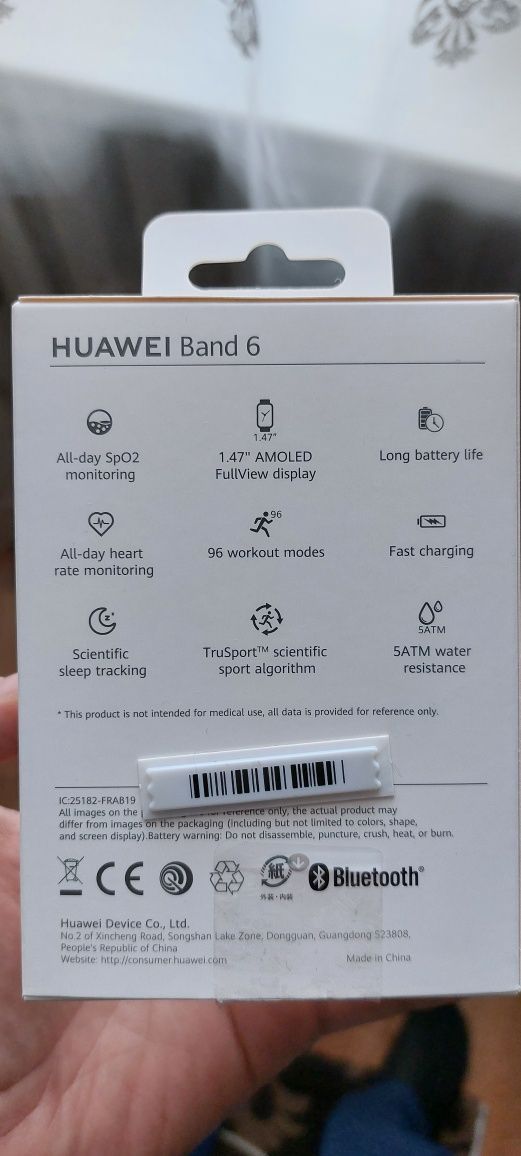 HUAWEI Band 6
All-day SpO2
monitoring
1.47"
1.47" AMOLED
FullView display
Long battery life
All-day heart
rate monitoring
96
96 workout modes
Fast charging
Scientific
sleep tracking
TruSport™ scientific
sport algorithm
5ATM
5ATM water
resistance
* This product is not intended for medical use, all data is provided for reference only.
IC:25182-FRAB19
All images on the reference only, the actual product may
differ from images on the packaging (including but not limited to colors, shape,
and screen display).Battery warning: Do not disassemble, puncture, crush, heat, or burn.
CE
紙
外装・内装
Bluetooth®
Huawei Device Co., Ltd.
No.2 of Xincheng Road, Songshan Lake Zone, Dongguan, Guangdong 523808,
People's Republic of China
Website: http://consumer.huawei.com
Made in China